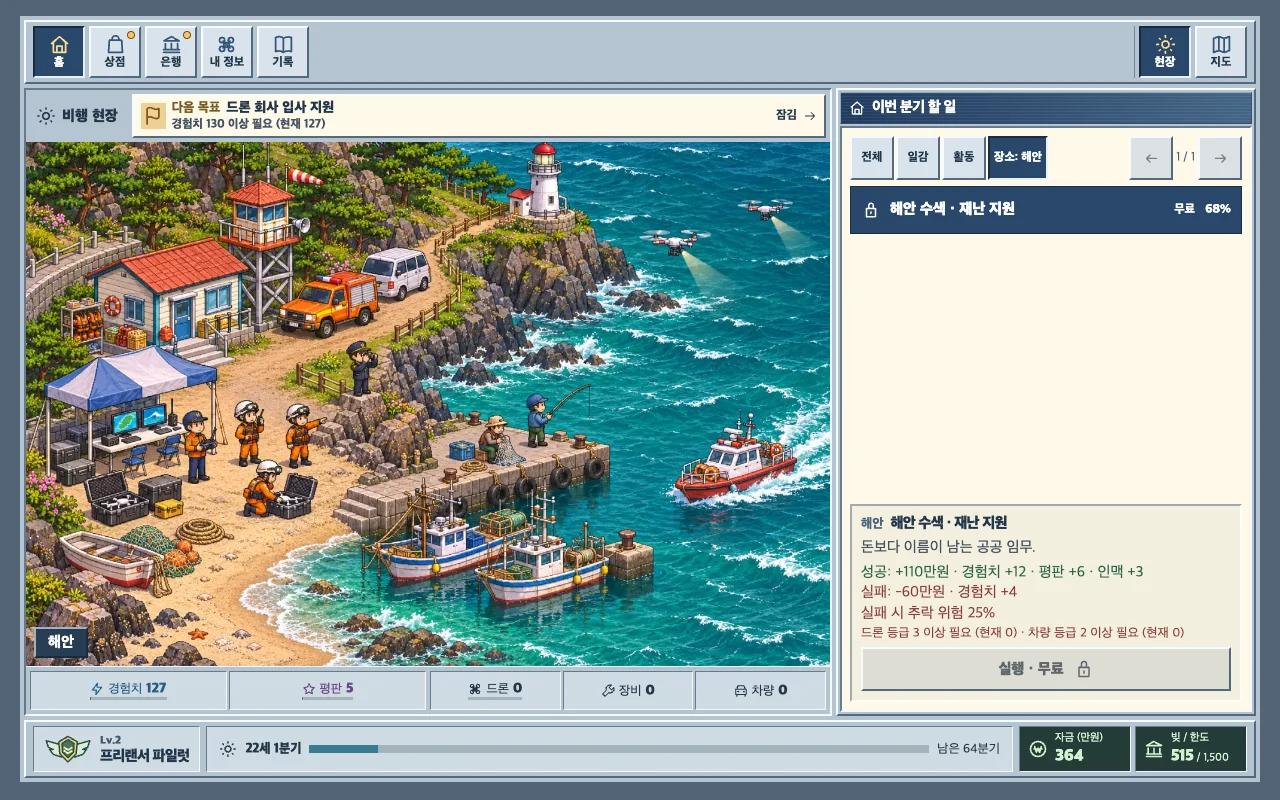 홈
상점
은행
내 정보
기록
현장
지도
비행 현장
다음 목표 드론 회사 입사 지원
경험치 130 이상 필요 (현재 127)
잠김 →
이번 분기 할 일
전체
일감
활동
장소: 해안
←
1 / 1
→
해안 수색 · 재난 지원
무료 68%
해안
해안 해안 수색 · 재난 지원
돈보다 이름이 남는 공공 임무.
성공: +110만원 · 경험치 +12 · 평판 +6 · 인맥 +3
실패: -60만원 · 경험치 +4
실패 시 추락 위험 25%
드론 등급 3 이상 필요 (현재 0) · 차량 등급 2 이상 필요 (현재 0)
실행 · 무료
경험치 127
평판 5
드론 0
장비 0
차량 0
Lv.2
프리랜서 파일럿
22세 1분기
남은 64분기
자금 (만원)
364
빚 / 한도
515 / 1,500